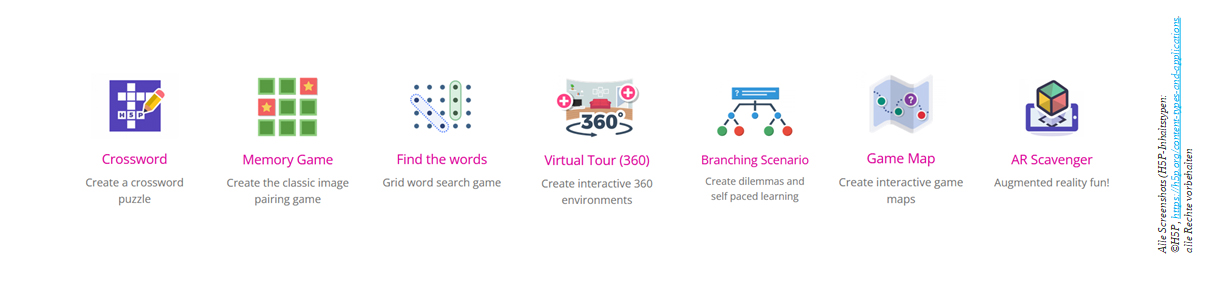 H5P
Crossword
Create a crossword
puzzle
Memory Game
Create the classic image
pairing game
Find the words
Grid word search game
360°
Virtual Tour (360)
Create interactive 360
environments
?
Branching Scenario
Create dilemmas and
self paced learning
?
Game Map
Create interactive game
maps
AR Scavenger
Augmented reality fun!
Alle Screenshots (H5P-Inhaltstypen:
©H5P , https://h5p.org/content-types-and-applications.
alle Rechte vorbehalten